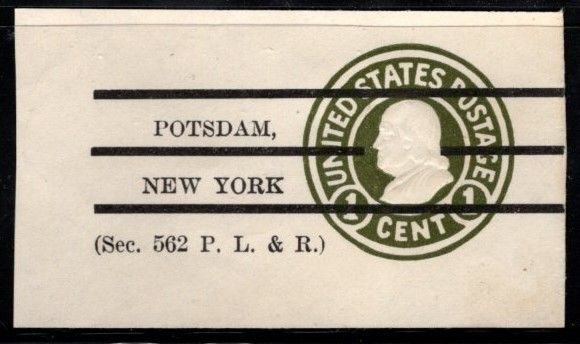 POTSDAM,
NEW YORK
(Sec. 562 P. L. & R.)
UNITED STATES POSTAGE
1 CENT 1